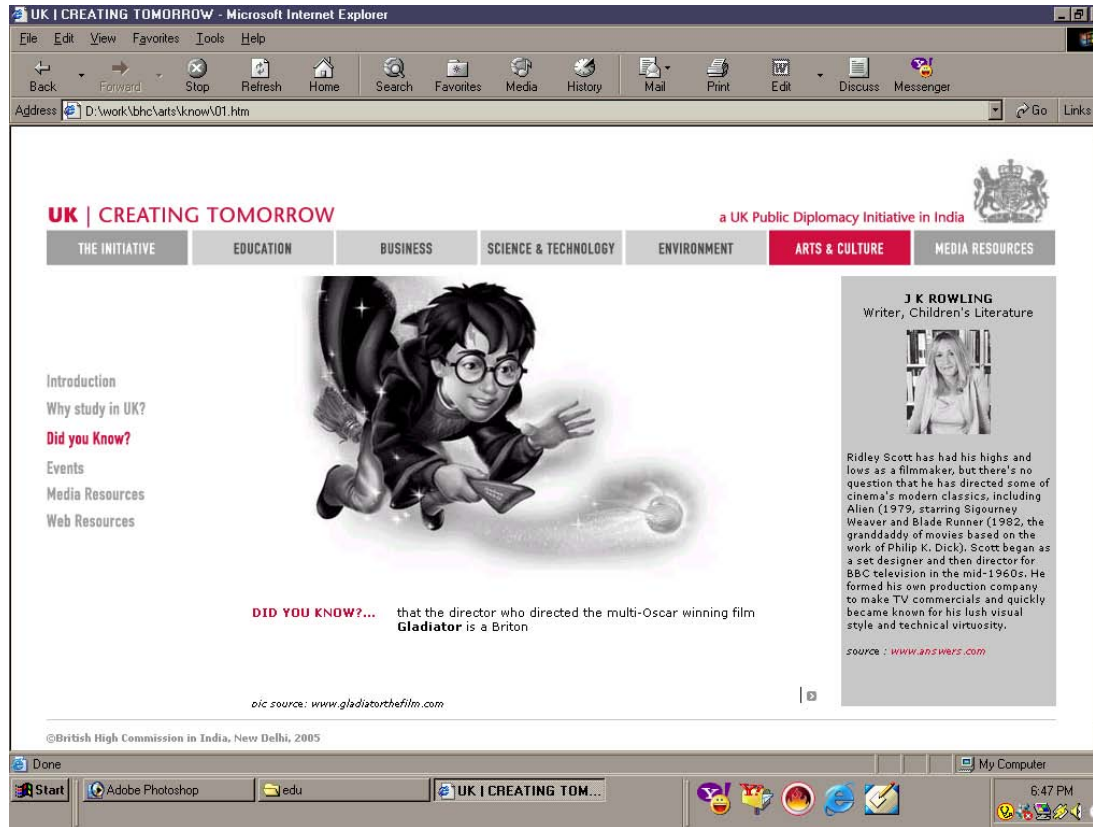 UK | CREATING TOMORROW - Microsoft Internet Explorer
File Edit View Favorites Tools Help
Back Forward Stop Refresh Home Search Favorites Media History Mail Print Edit Discuss Messenger
Address D:\work\bhc\arts\know\01.htm Go Links
UK | CREATING TOMORROW
a UK Public Diplomacy Initiative in India
THE INITIATIVE EDUCATION BUSINESS SCIENCE & TECHNOLOGY ENVIRONMENT ARTS & CULTURE MEDIA RESOURCES
Introduction
Why study in UK?
Did you Know?
Events
Media Resources
Web Resources
DID YOU KNOW?... that the director who directed the multi-Oscar winning film
Gladiator is a Briton
pic source: www.gladiatorthefilm.com
J K ROWLING
Writer, Children's Literature
Ridley Scott has had his highs and
lows as a filmmaker, but there's no
question that he has directed some of
cinema's modern classics, including
Alien (1979, starring Sigourney
Weaver and Blade Runner (1982, the
granddaddy of movies based on the
work of Philip K. Dick). Scott began as
a set designer and then director for
BBC television in the mid-1960s. He
formed his own production company
to make TV commercials and quickly
became known for his lush visual
style and technical virtuosity.
source : www.answers.com
©British High Commission in India, New Delhi, 2005
Done My Computer
Start Adobe Photoshop edu UK | CREATING TOM... 6:47 PM